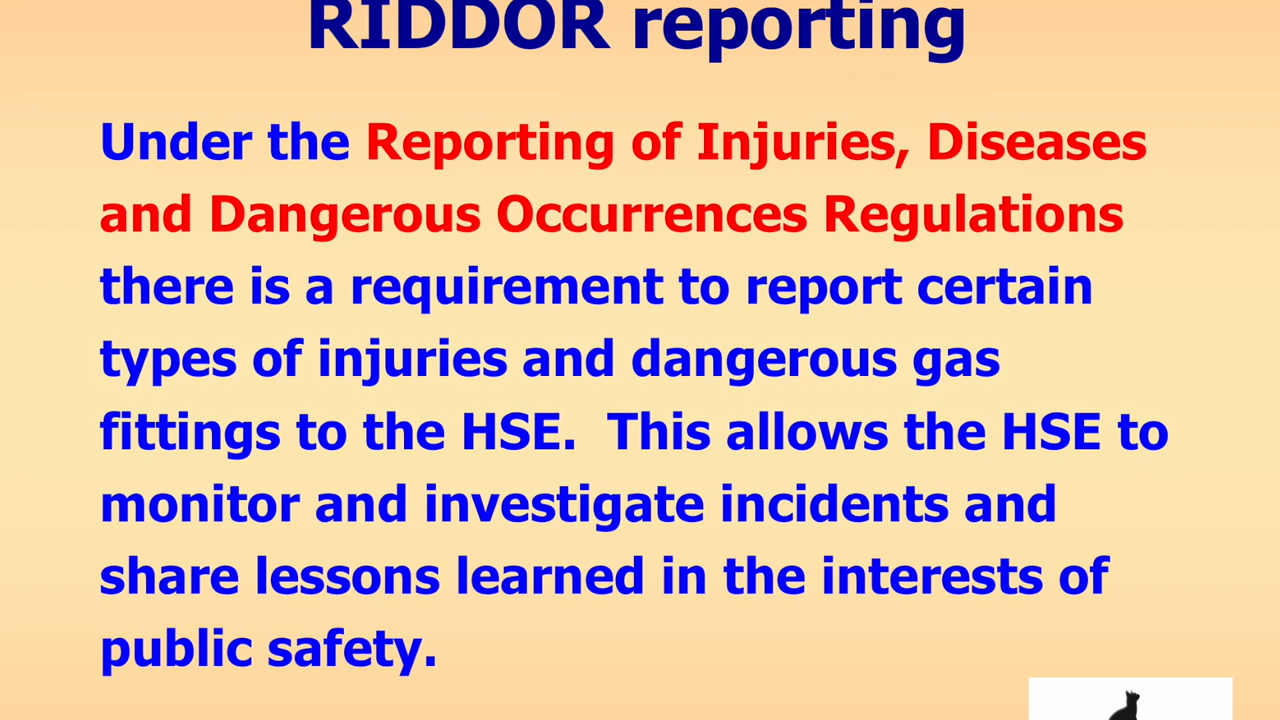 RIDDOR reporting
Under the Reporting of Injuries, Diseases
and Dangerous Occurrences Regulations
there is a requirement to report certain
types of injuries and dangerous gas
fittings to the HSE.  This allows the HSE to
monitor and investigate incidents and
share lessons learned in the interests of
public safety.